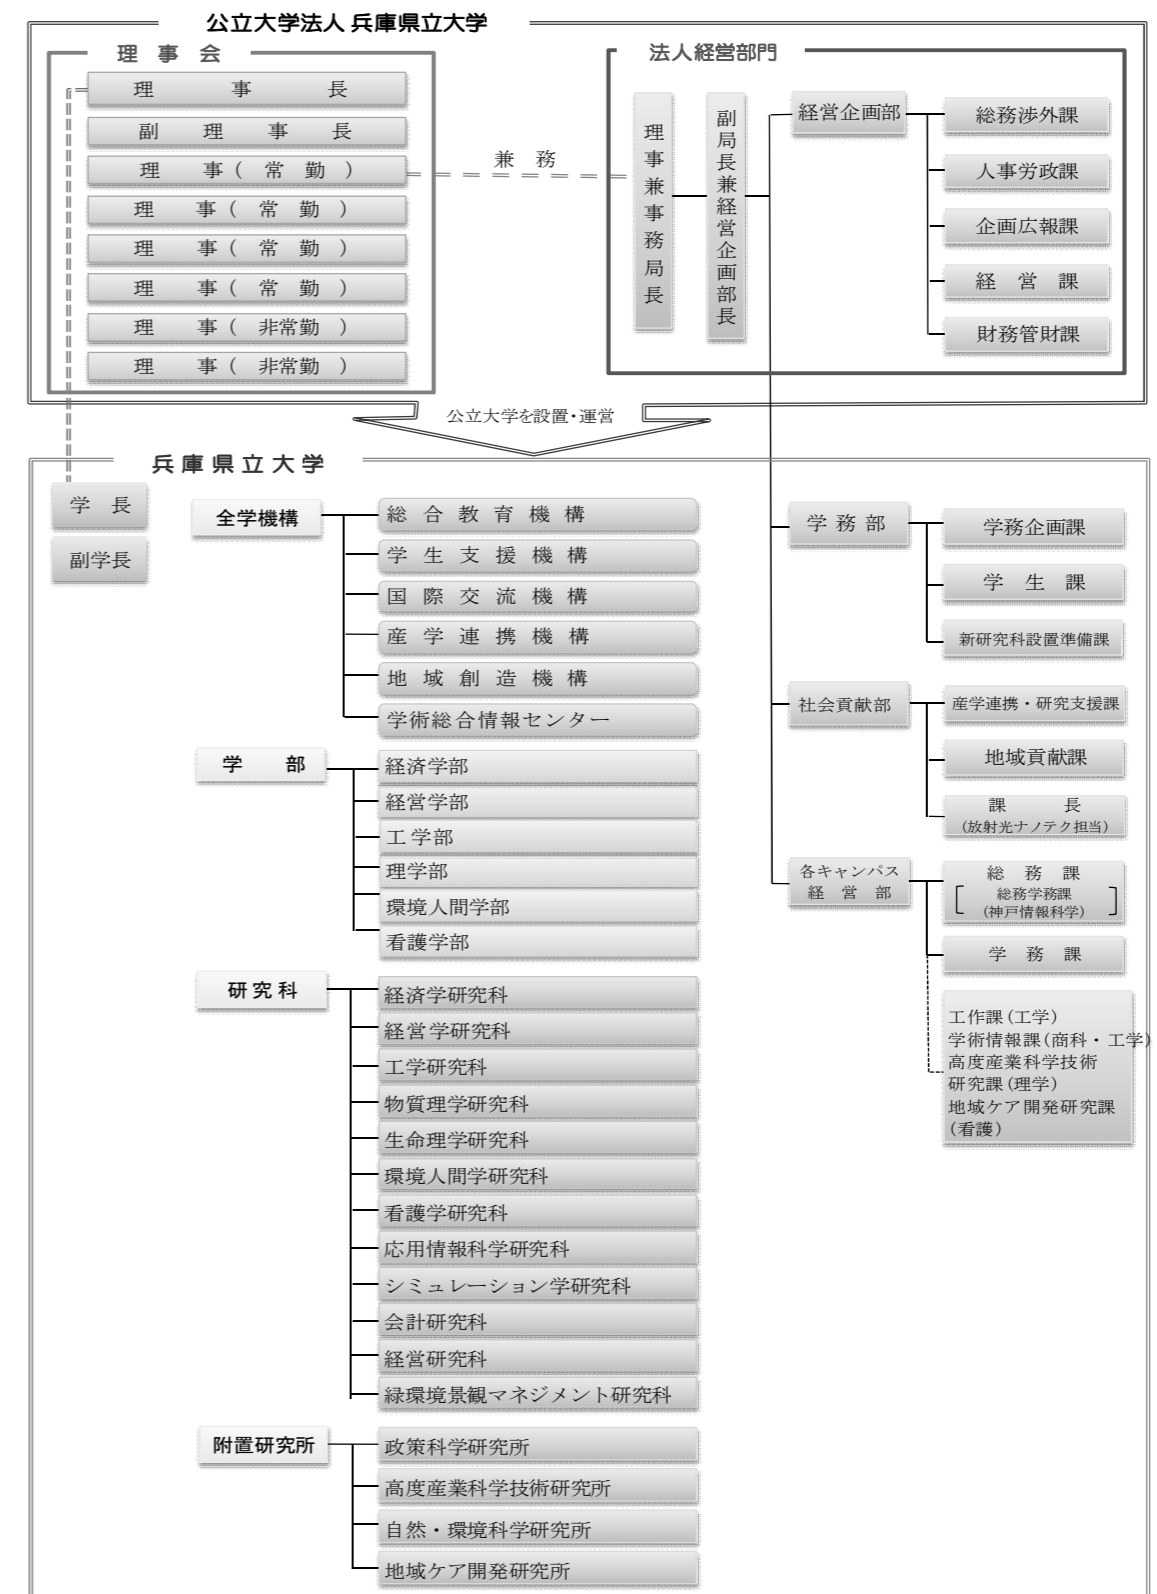 公立大学法人 兵庫県立大学
理事会
理事長
副理事長
理事(常勤)
理事(常勤)
理事(常勤)
理事(常勤)
理事(非常勤)
理事(非常勤)
兼務
法人経営部門
理事兼事務局長
副局長兼経営企画部長
経営企画部
総務渉外課
人事労政課
企画広報課
経営課
財務管財課
公立大学を設置・運営
兵庫県立大学
学長
副学長
全学機構
総合教育機構
学生支援機構
国際交流機構
産学連携機構
地域創造機構
学術総合情報センター
学部
経済学部
経営学部
工学部
理学部
環境人間学部
看護学部
研究科
経済学研究科
経営学研究科
工学研究科
物質理学研究科
生命理学研究科
環境人間学研究科
看護学研究科
応用情報科学研究科
シミュレーション学研究科
会計研究科
経営研究科
緑環境景観マネジメント研究科
附置研究所
政策科学研究所
高度産業科学技術研究所
自然・環境科学研究所
地域ケア開発研究所
学務部
学務企画課
学生課
新研究科設置準備課
社会貢献部
産学連携・研究支援課
地域貢献課
課長
(放射光ナノテク担当)
各キャンパス
経営部
総務課
総務学務課
(神戸情報科学)
学務課
工作課(工学)
学術情報課(商科・工学)
高度産業科学技術
研究課(理学)
地域ケア開発研究課
(看護)